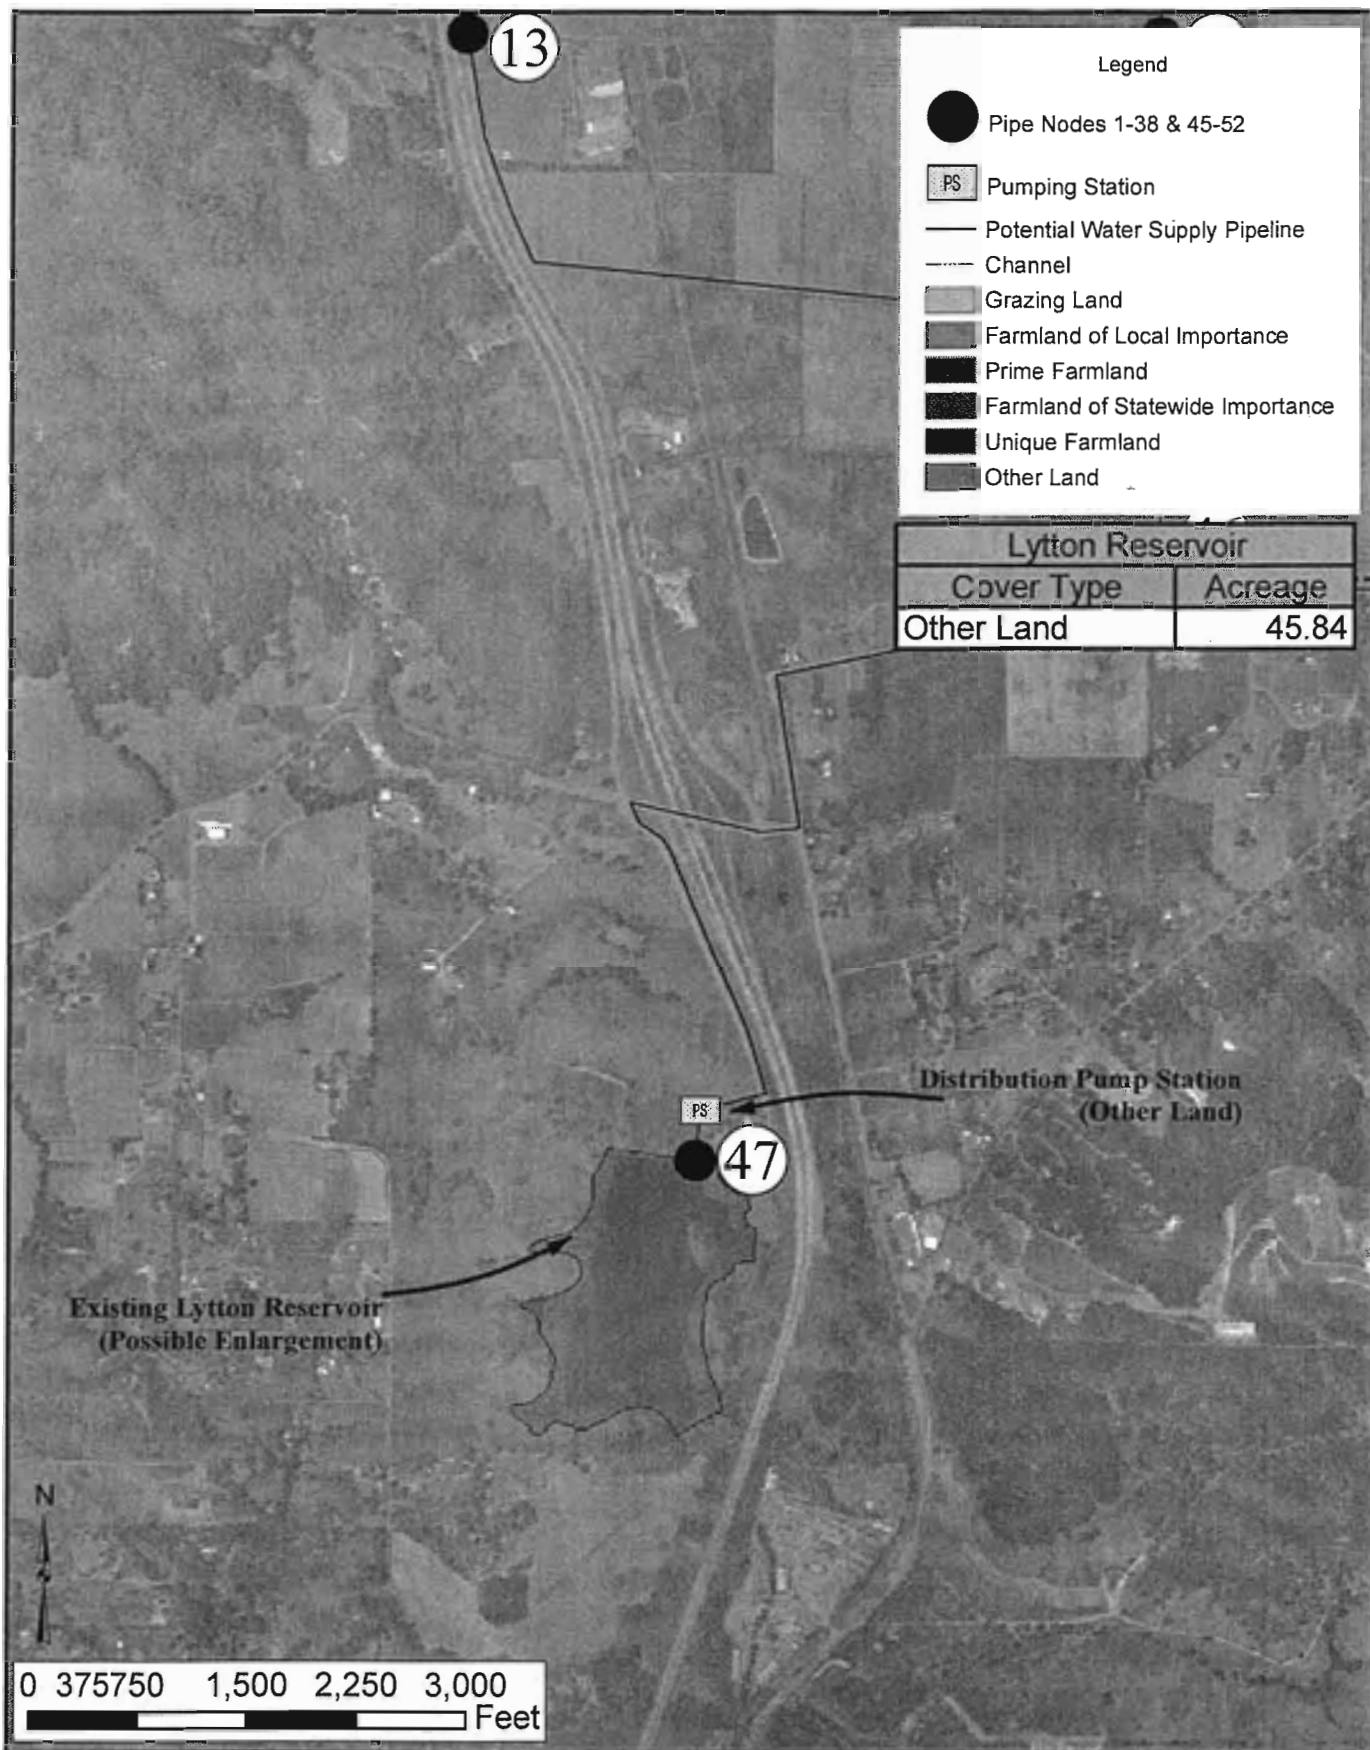 13
Legend
Pipe Nodes 1-38 & 45-52
PS Pumping Station
Potential Water Supply Pipeline
Channel
Grazing Land
Farmland of Local Importance
Prime Farmland
Farmland of Statewide Importance
Unique Farmland
Other Land
Lytton Reservoir
Cover Type Acreage
Other Land 45.84
Distribution Pump Station
(Other Land)
PS
47
Existing Lytton Reservoir
(Possible Enlargement)
N
0 375750 1,500 2,250 3,000
Feet